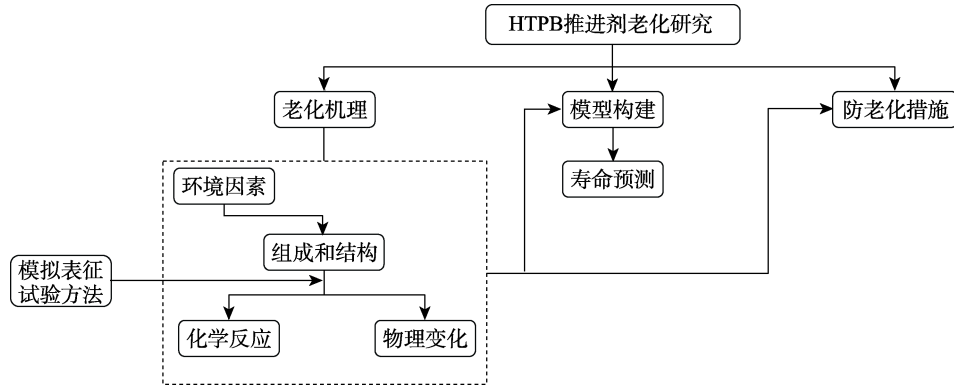 HTPB推进剂老化研究
老化机理
模型构建
防老化措施
环境因素
寿命预测
组成和结构
模拟表征
试验方法
化学反应
物理变化